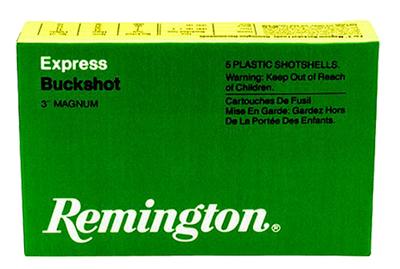 Express
Buckshot
3" MAGNUM
5 PLASTIC SHOTSHELLS.
Warning: Keep Out of Reach
of Children.
Cartouches De Fusil
Mise En Garde: Gardez Hors
De La Portée Des Enfants.
Remington®